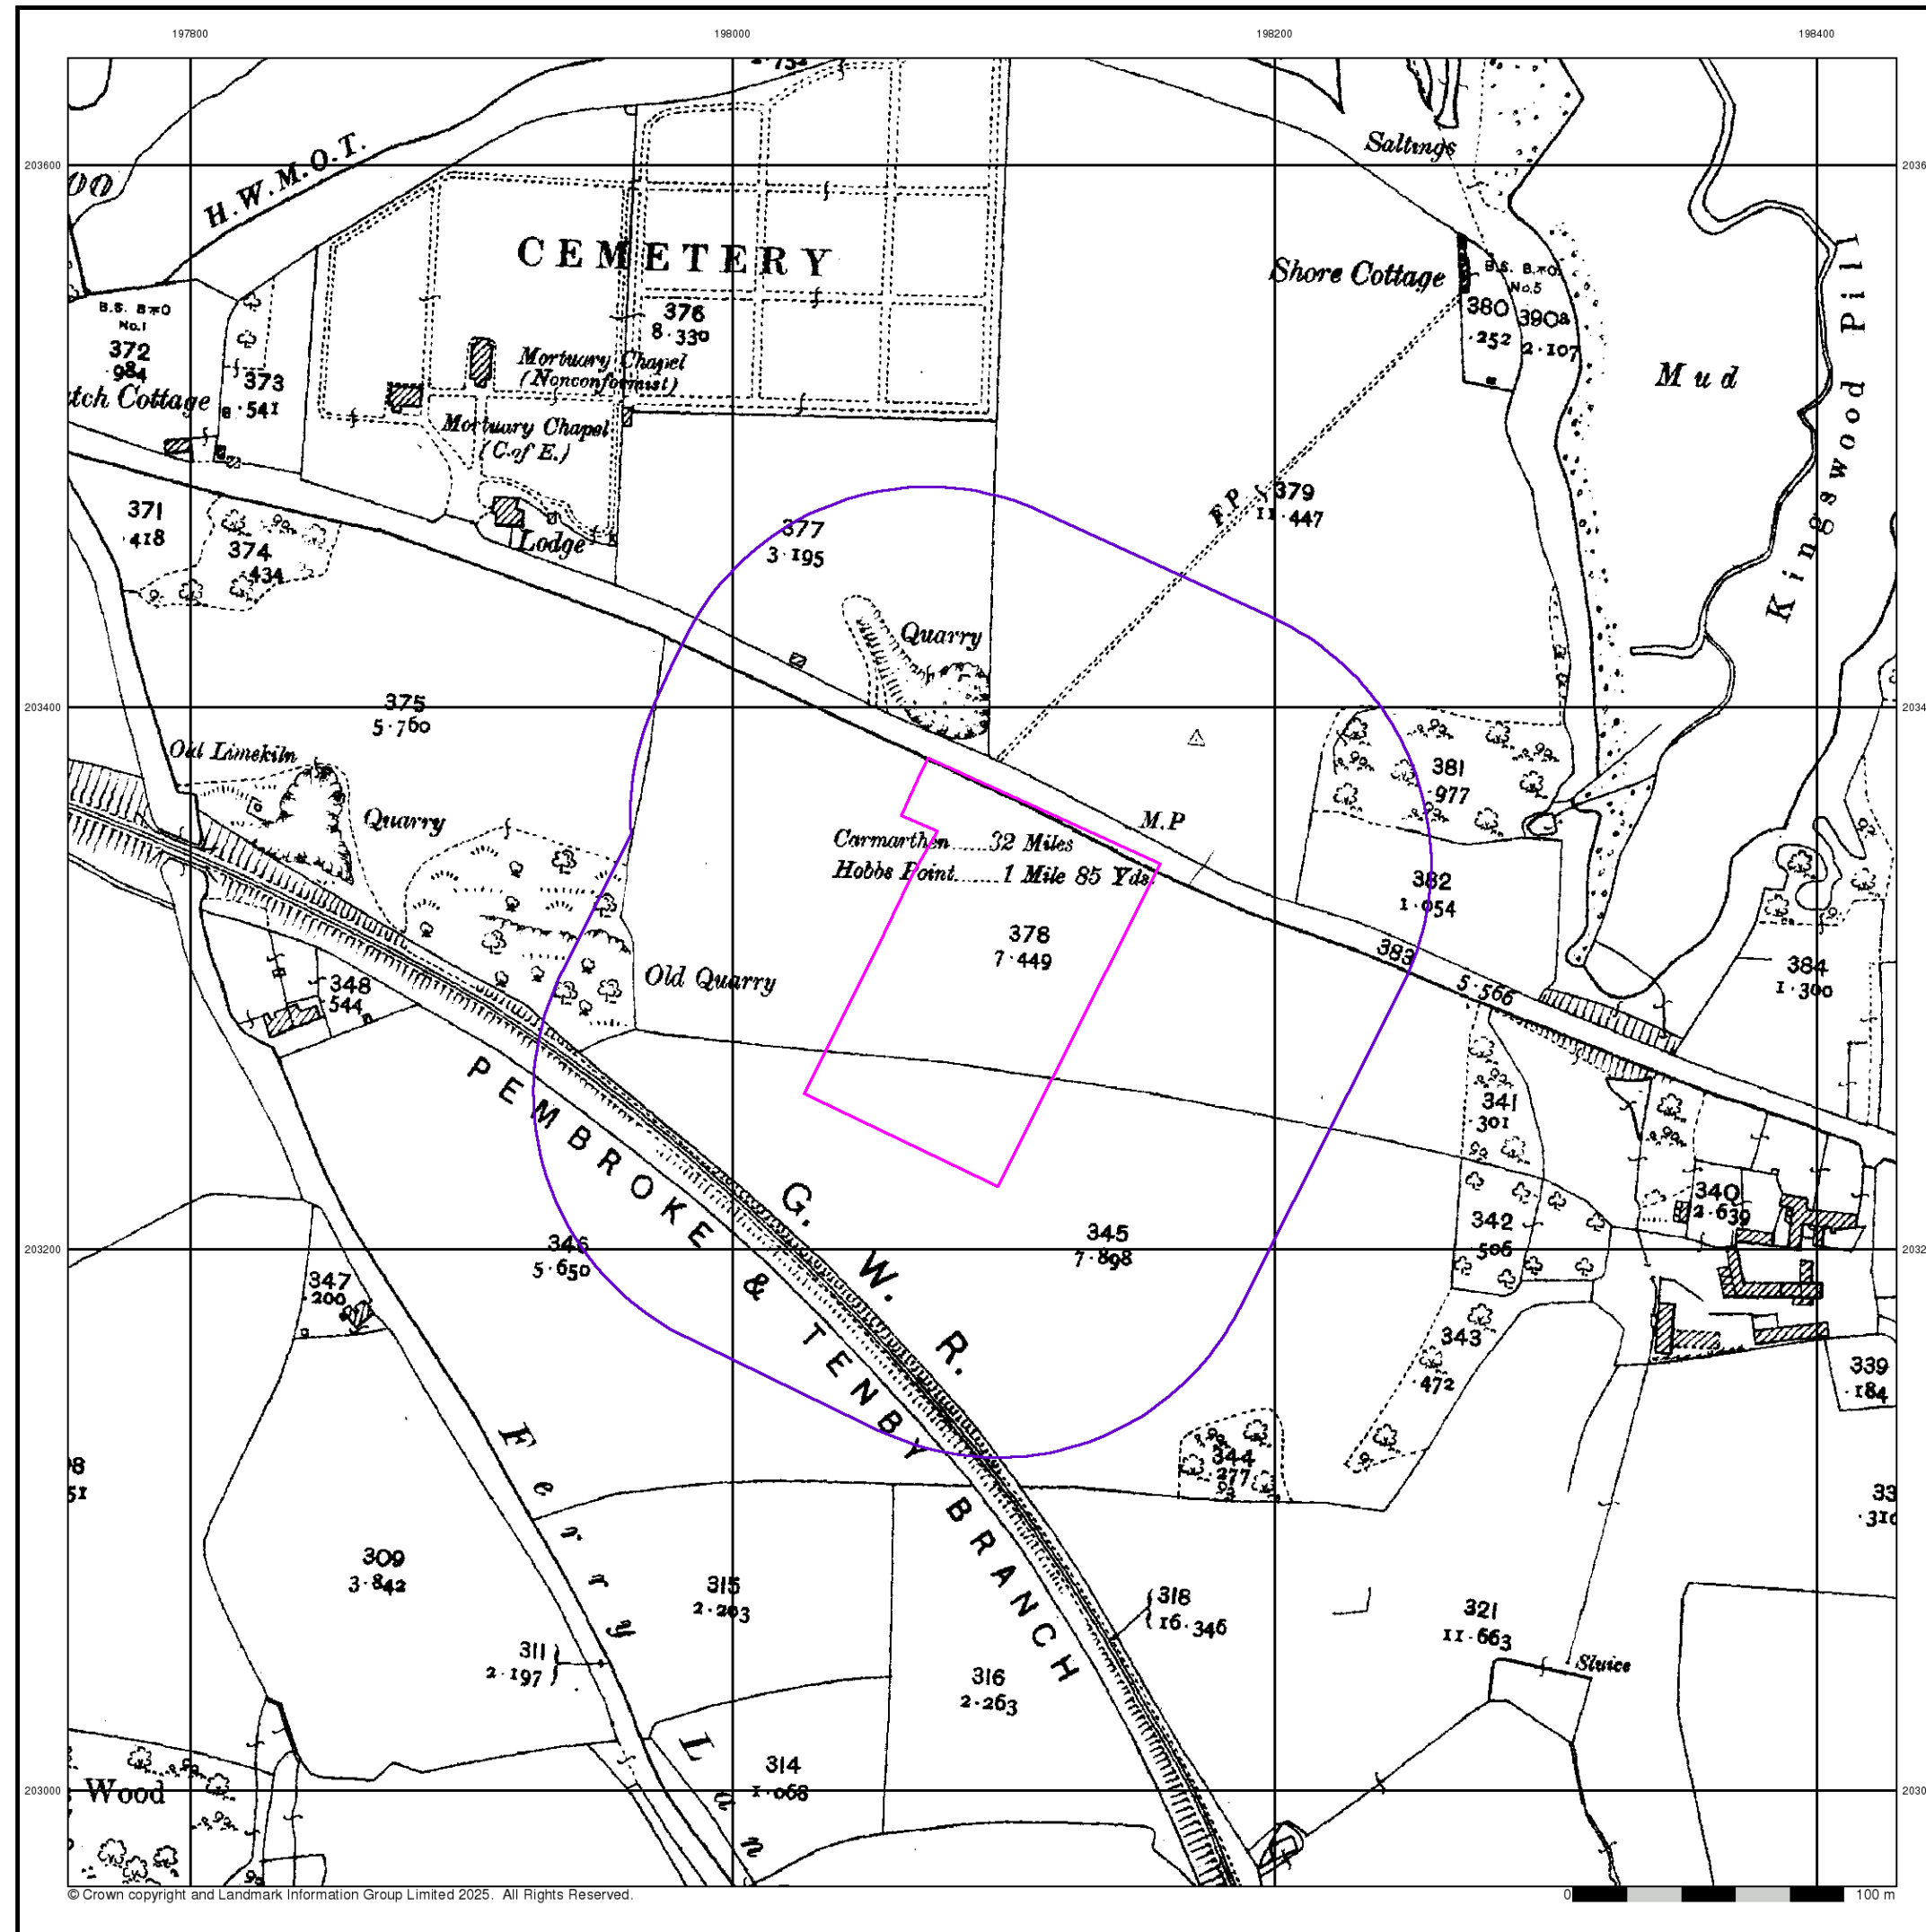 197800 198000 198200 198400
203600
H.W.M.O.T.
CEMETERY
376
8·330
Saltings
Shore Cottage
B.S. B⚹O.
No.5
380
·252
390a
2·107
Mud
Kingswood Pill
B.S. B⚹O
No.1
372
·984
373
·541
tch Cottage
Mortuary Chapel
(Nonconformist)
Mortuary Chapel
(C.of E.)
Lodge
371
·418
374
·434
377
3·195
F.P.
379
11·447
Quarry
203400
375
5·760
Old Limekiln
Quarry
381
·977
M.P
Carmarthen......32 Miles
Hobbs Point......1 Mile 85 Yds.
382
1·054
378
7·449
383
5·566
384
1·300
Old Quarry
348
·544
341
·301
340
2·639
342
·506
PEMBROKE & TENBY BRANCH
G. W. R.
203200
346
5·650
345
7·898
347
·200
343
·472
339
·184
344
·277
Ferry Lan
309
3·842
315
2·203
318
16·346
321
11·663
311
2·197
316
2·263
Sluice
314
1·068
203000
Wood
© Crown copyright and Landmark Information Group Limited 2025. All Rights Reserved.
0 100 m